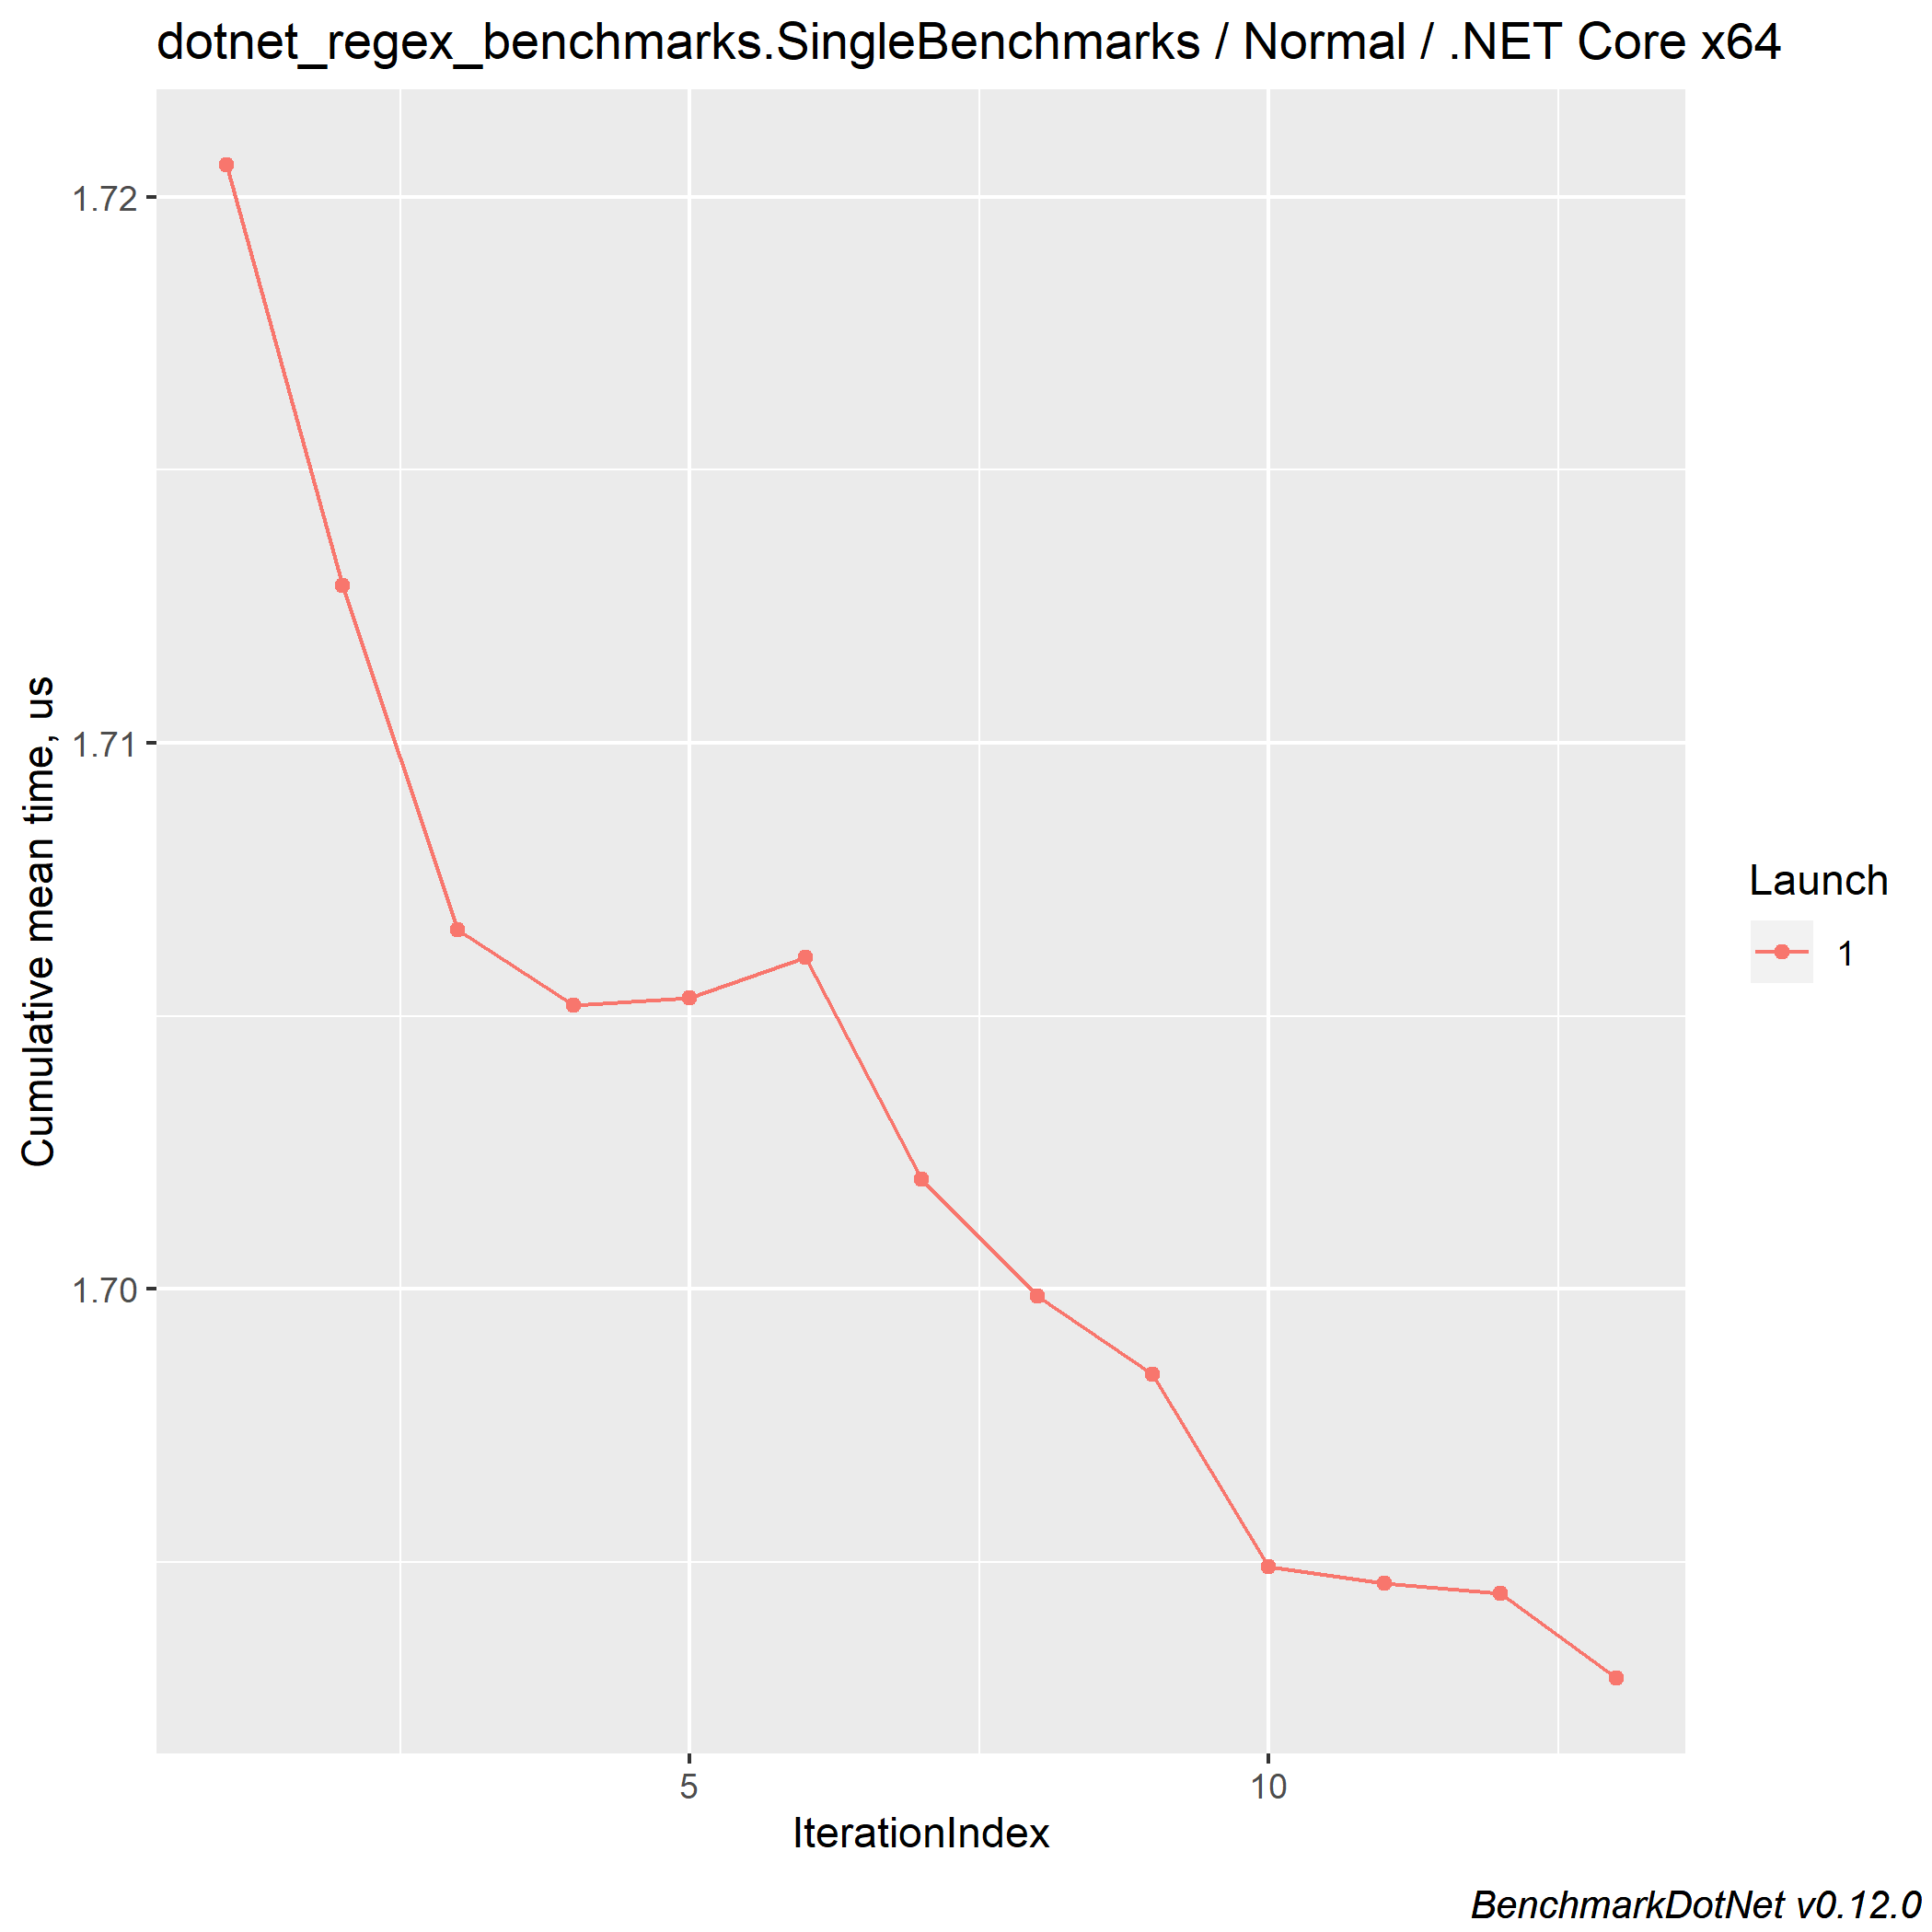 dotnet_regex_benchmarks.SingleBenchmarks / Normal / .NET Core x64
1.72
1.71
1.70
Cumulative mean time, us
5
10
IterationIndex
Launch
1
BenchmarkDotNet v0.12.0